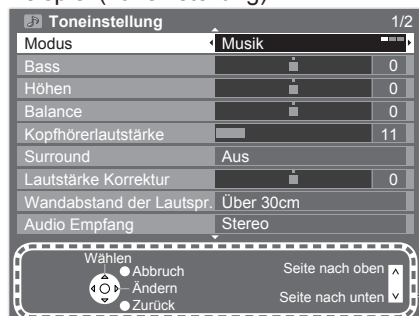 Toneinstellung 1/2
Modus Musik
Bass 0
Höhen 0
Balance 0
Kopfhörerlautstärke 11
Surround Aus
Lautstärke Korrektur 0
Wandabstand der Lautspr. Über 30cm
Audio Empfang Stereo
Wählen
Abbruch
Ändern
Zurück
Seite nach oben
Seite nach unten